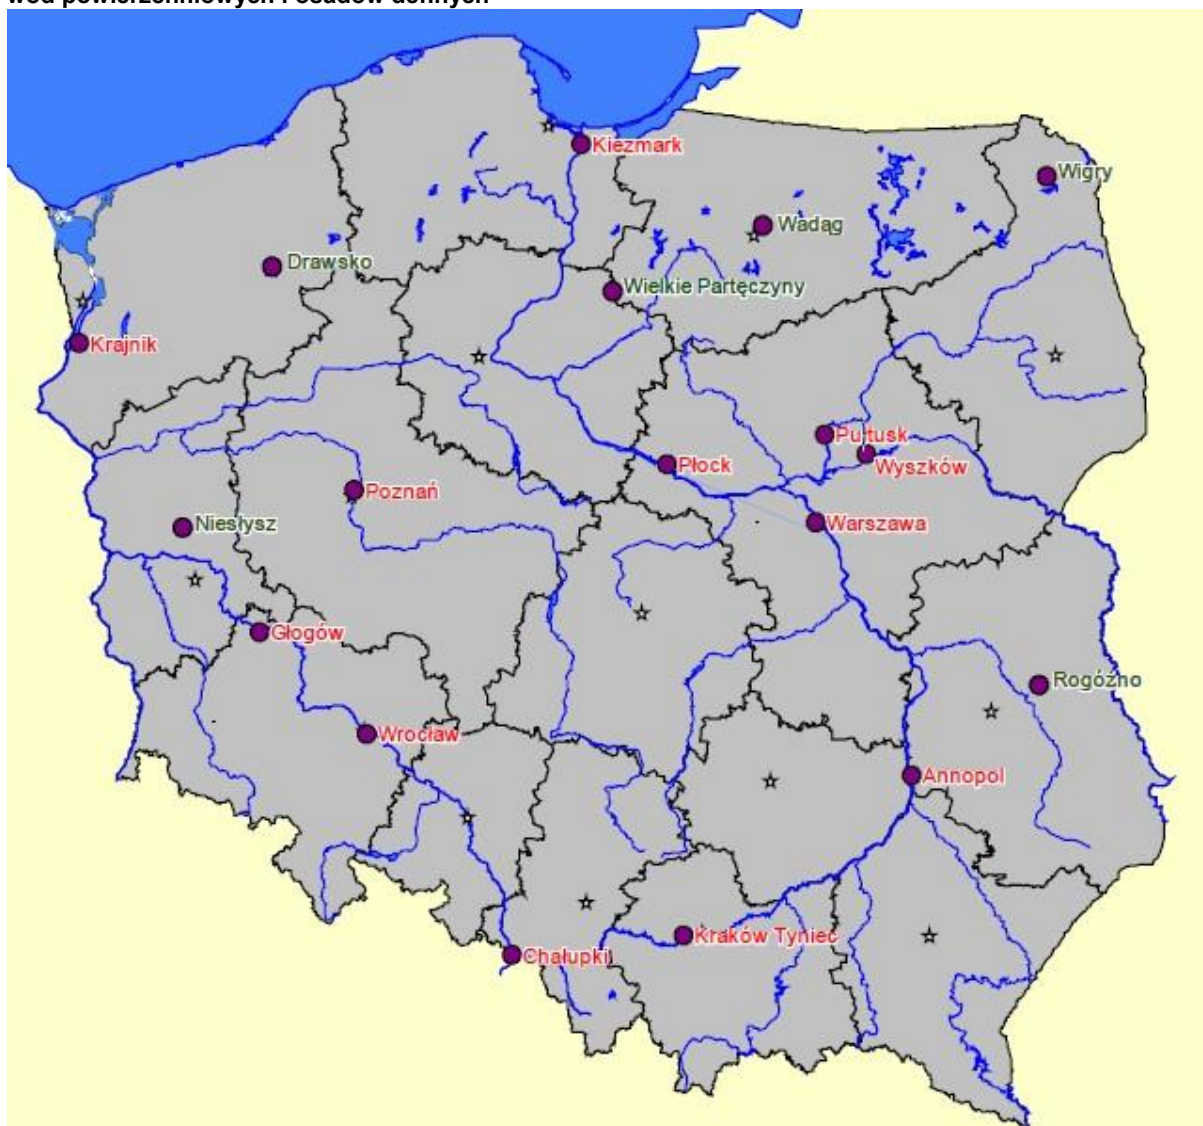 wód powierzchniowych i osadów dennych
Kiezmark
Wigry
Wadąg
Drawsko
Wielkie Partęczyny
Krajnik
Pułtusk
Płock
Wyszków
Poznań
Niesłysz
Warszawa
Głogów
Rogóźno
Wrocław
Annopol
Kraków Tyniec
Chałupki